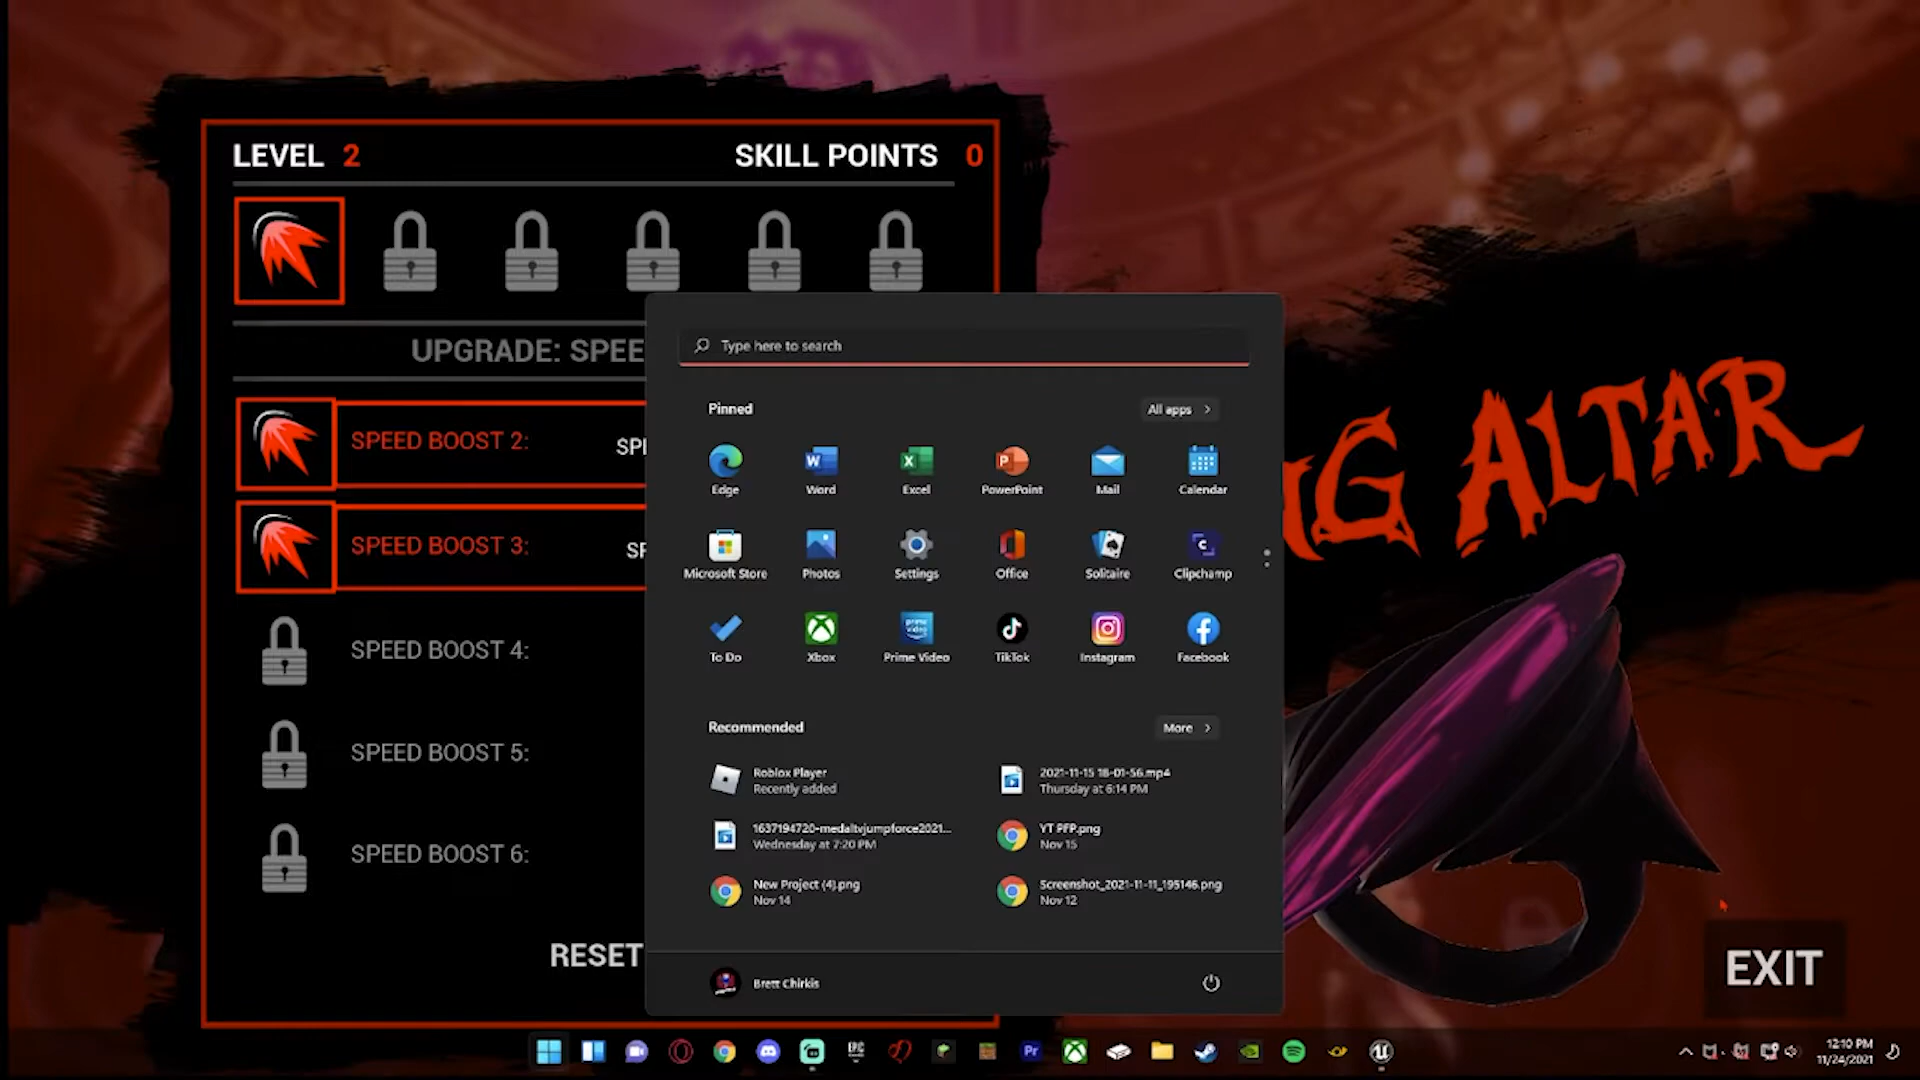 LEVEL 2
SKILL POINTS 0
UPGRADE: SPEE
SPEED BOOST 2:
SPEED BOOST 3:
SPEED BOOST 4:
SPEED BOOST 5:
SPEED BOOST 6:
RESET
Type here to search
Pinned
All apps
Edge
Word
Excel
PowerPoint
Mail
Calendar
Microsoft Store
Photos
Settings
Office
Solitaire
Clipchamp
To Do
Xbox
Prime Video
TikTok
Instagram
Facebook
Recommended
More
Roblox Player
Recently added
2021-11-15 18-01-56.mp4
Thursday at 6:14 PM
1637194720-medaltvjumpforce2021...
Wednesday at 7:20 PM
YT PFP.png
Nov 15
New Project (4).png
Nov 14
Screenshot_2021-11-11_195146.png
Nov 12
Brett Chirkis
G ALTAR
EXIT
EPIC
Pr
12:10 PM
11/24/2021